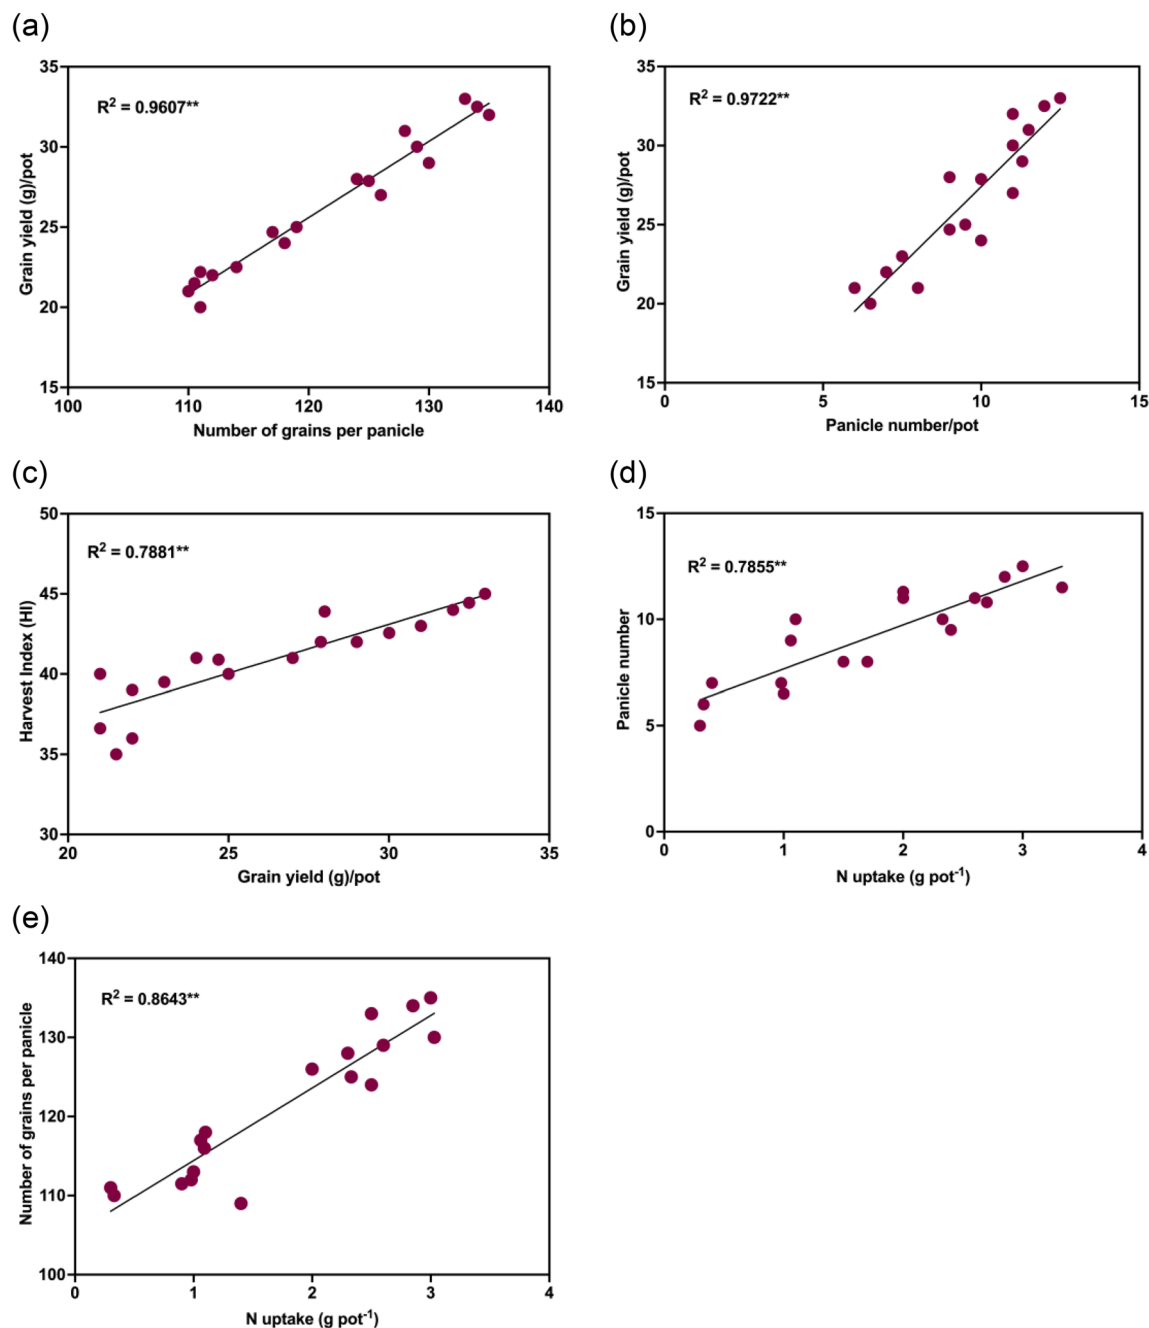 (a)
R² = 0.9607**
Grain yield (g)/pot
35
30
25
20
15
100 110 120 130 140
Number of grains per panicle
(b)
R² = 0.9722**
Grain yield (g)/pot
35
30
25
20
15
0 5 10 15
Panicle number/pot
(c)
R² = 0.7881**
Harvest Index (HI)
50
45
40
35
30
20 25 30 35
Grain yield (g)/pot
(d)
R² = 0.7855**
Panicle number
15
10
5
0
0 1 2 3 4
N uptake (g pot⁻¹)
(e)
R² = 0.8643**
Number of grains per panicle
140
130
120
110
100
0 1 2 3 4
N uptake (g pot⁻¹)